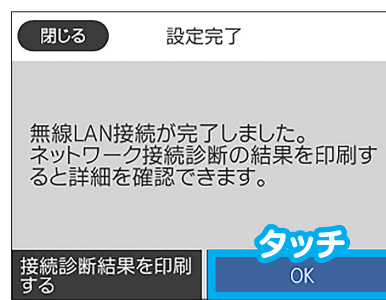 閉じる
設定完了
無線LAN接続が完了しました。
ネットワーク接続診断の結果を印刷す
ると詳細を確認できます。
タッチ
接続診断結果を印刷
する
OK